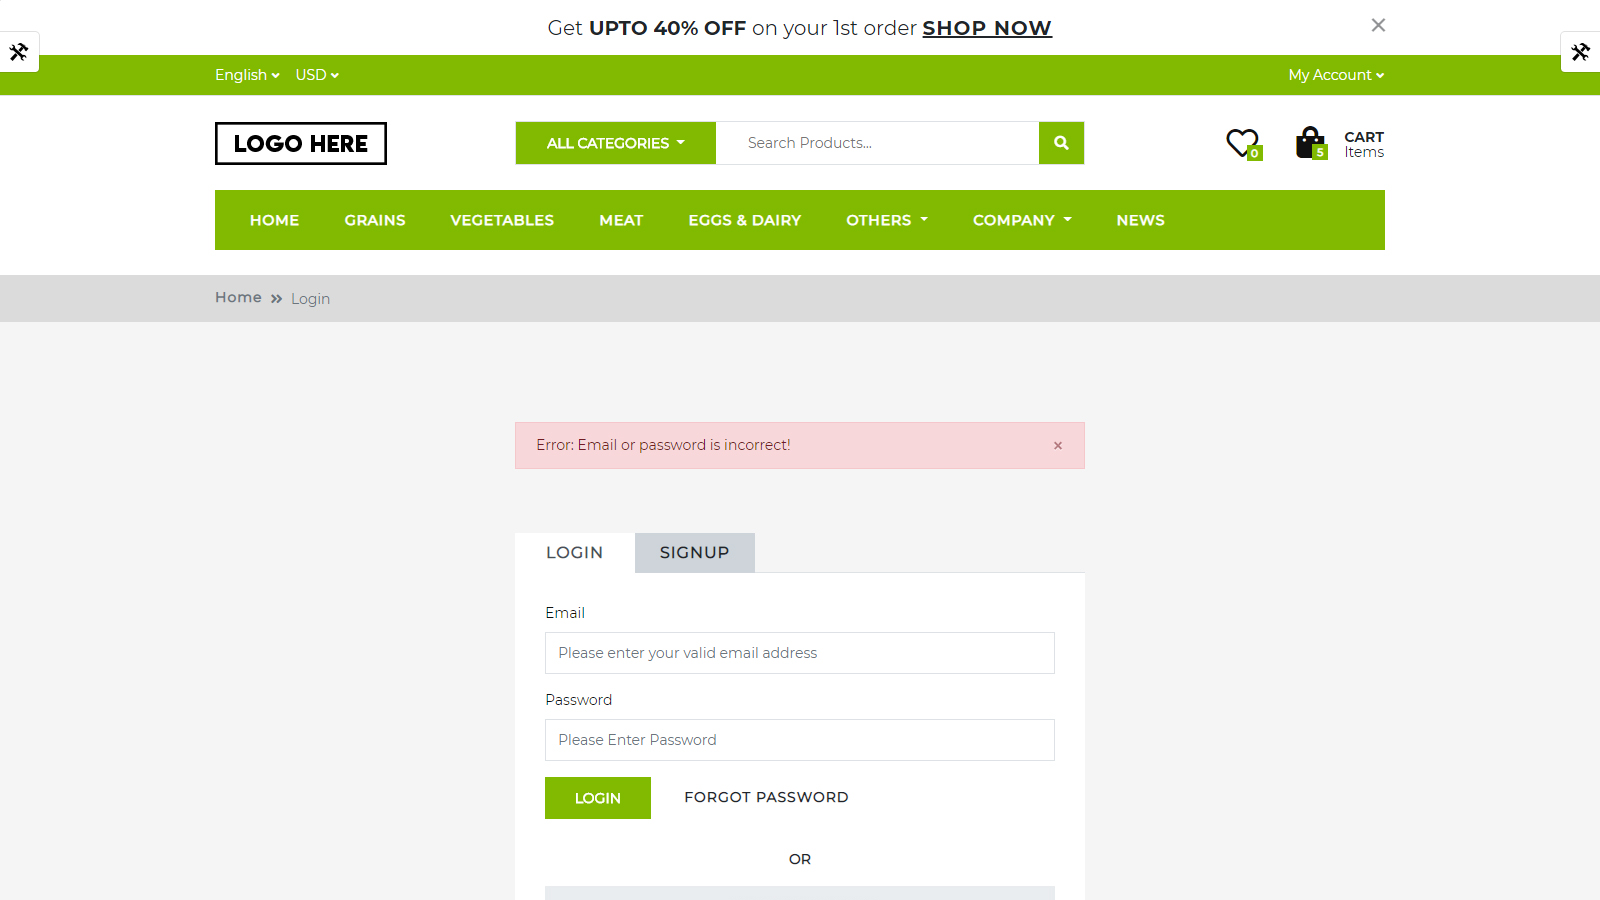 Get UPTO 40% OFF on your 1st order SHOP NOW
English USD My Account
LOGO HERE
ALL CATEGORIES Search Products...
0
5
CART
Items
HOME GRAINS VEGETABLES MEAT EGGS & DAIRY OTHERS COMPANY NEWS
Home » Login
Error: Email or password is incorrect! ×
LOGIN SIGNUP
Email
Please enter your valid email address
Password
Please Enter Password
LOGIN FORGOT PASSWORD
OR